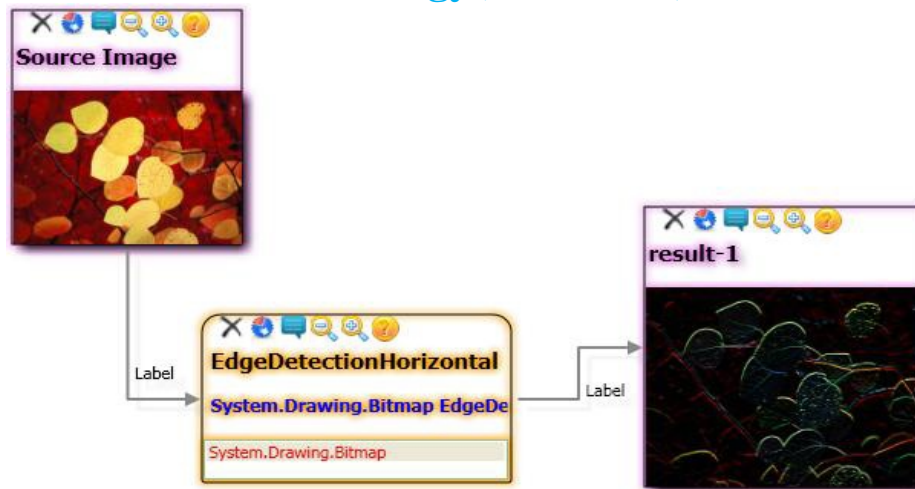 Source Image
result-1
Label
EdgeDetectionHorizontal
System.Drawing.Bitmap EdgeDe
Label
System.Drawing.Bitmap